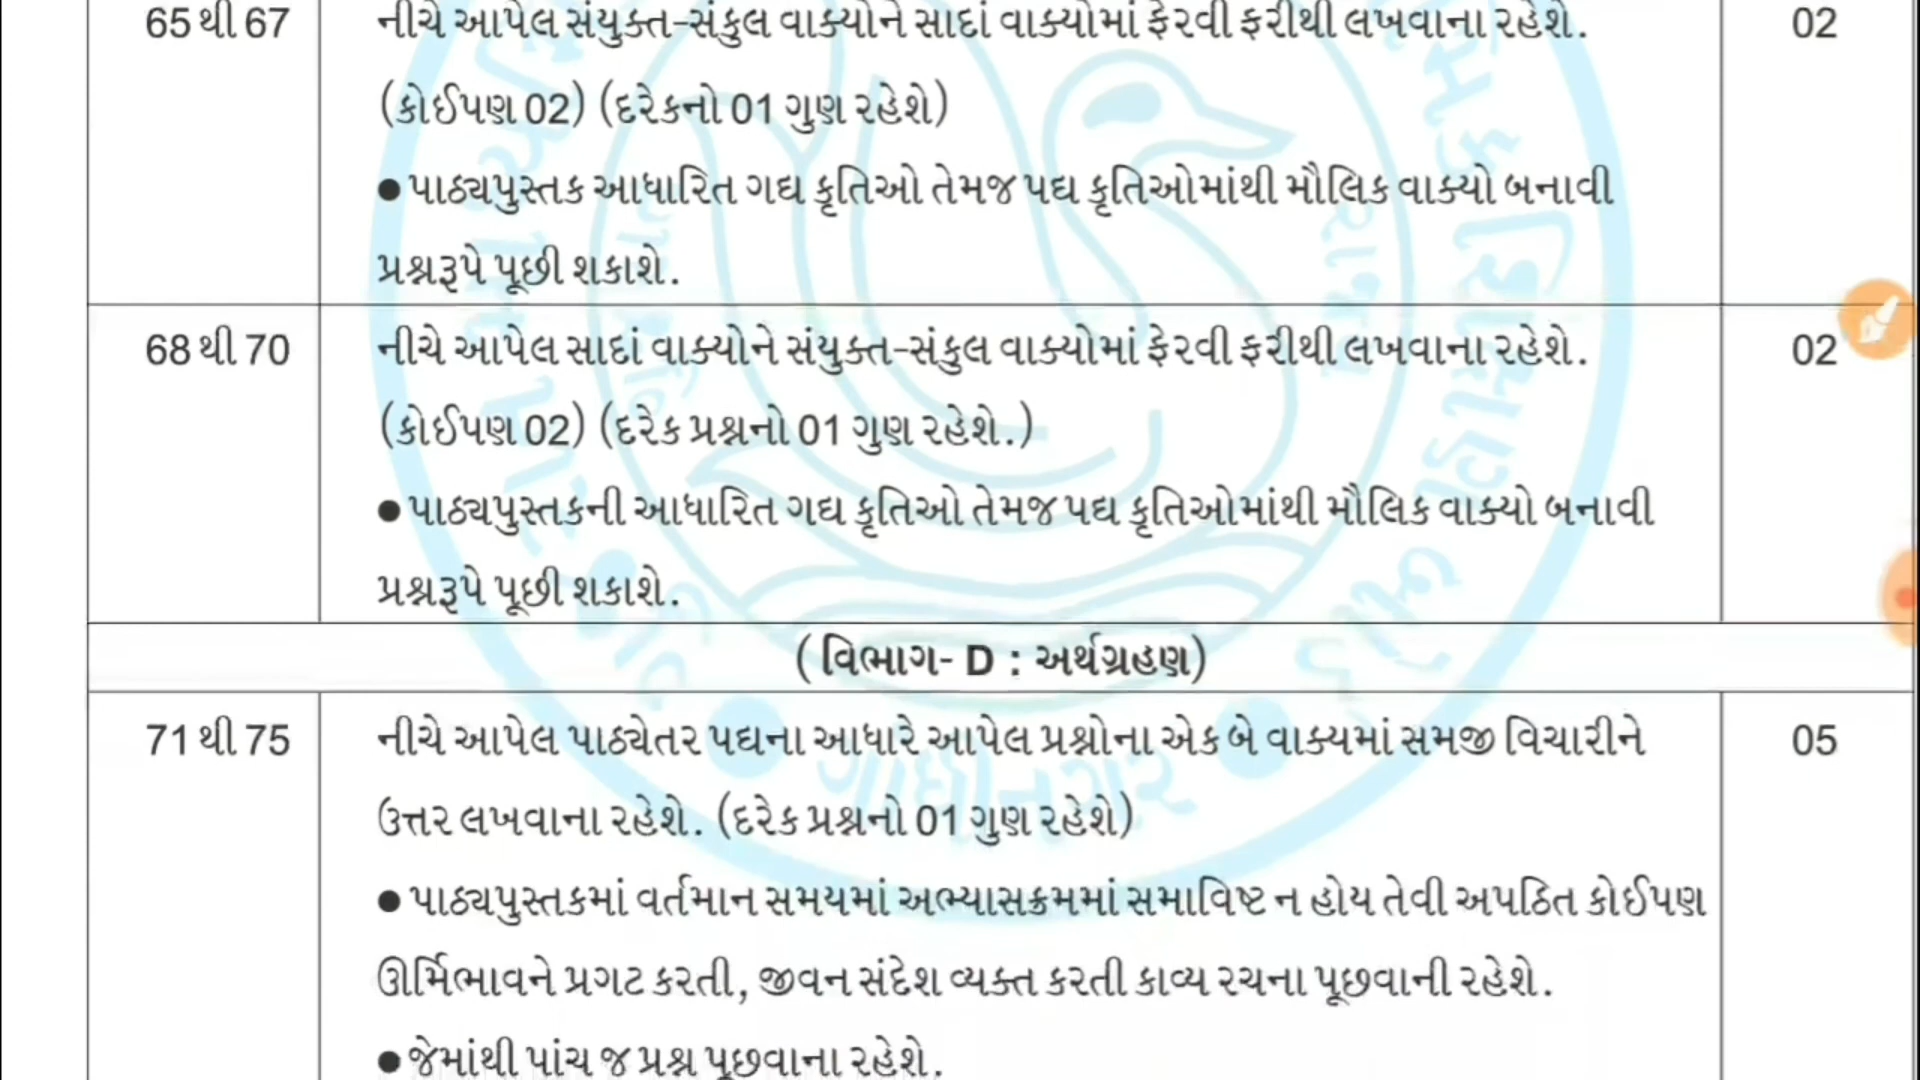 65 થી 67 નીચે આપેલ સંયુક્ત-સંકુલ વાક્યોને સાદાં વાક્યોમાં ફેરવી ફરીથી લખવાના રહેશે. 02
(કોઈપણ 02) (દરેકનો 01 ગુણ રહેશે)
● પાઠ્યપુસ્તક આધારિત ગદ્ય કૃતિઓ તેમજ પદ્ય કૃતિઓમાંથી મૌલિક વાક્યો બનાવી
પ્રશ્નરૂપે પૂછી શકાશે.
68 થી 70 નીચે આપેલ સાદાં વાક્યોને સંયુક્ત-સંકુલ વાક્યોમાં ફેરવી ફરીથી લખવાના રહેશે. 02
(કોઈપણ 02) (દરેક પ્રશ્નનો 01 ગુણ રહેશે.)
● પાઠ્યપુસ્તકની આધારિત ગદ્ય કૃતિઓ તેમજ પદ્ય કૃતિઓમાંથી મૌલિક વાક્યો બનાવી
પ્રશ્નરૂપે પૂછી શકાશે.
( વિભાગ- D : અર્થગ્રહણ)
71 થી 75 નીચે આપેલ પાઠ્યેતર પદ્યના આધારે આપેલ પ્રશ્નોના એક બે વાક્યમાં સમજી વિચારીને 05
ઉત્તર લખવાના રહેશે. (દરેક પ્રશ્નનો 01 ગુણ રહેશે)
● પાઠ્યપુસ્તકમાં વર્તમાન સમયમાં અભ્યાસક્રમમાં સમાવિષ્ટ ન હોય તેવી અપઠિત કોઈપણ
ઊર્મિભાવને પ્રગટ કરતી, જીવન સંદેશ વ્યક્ત કરતી કાવ્ય રચના પૂછવાની રહેશે.
● જેમાંથી પાંચ જ પ્રશ્ન પૂછવાના રહેશે.